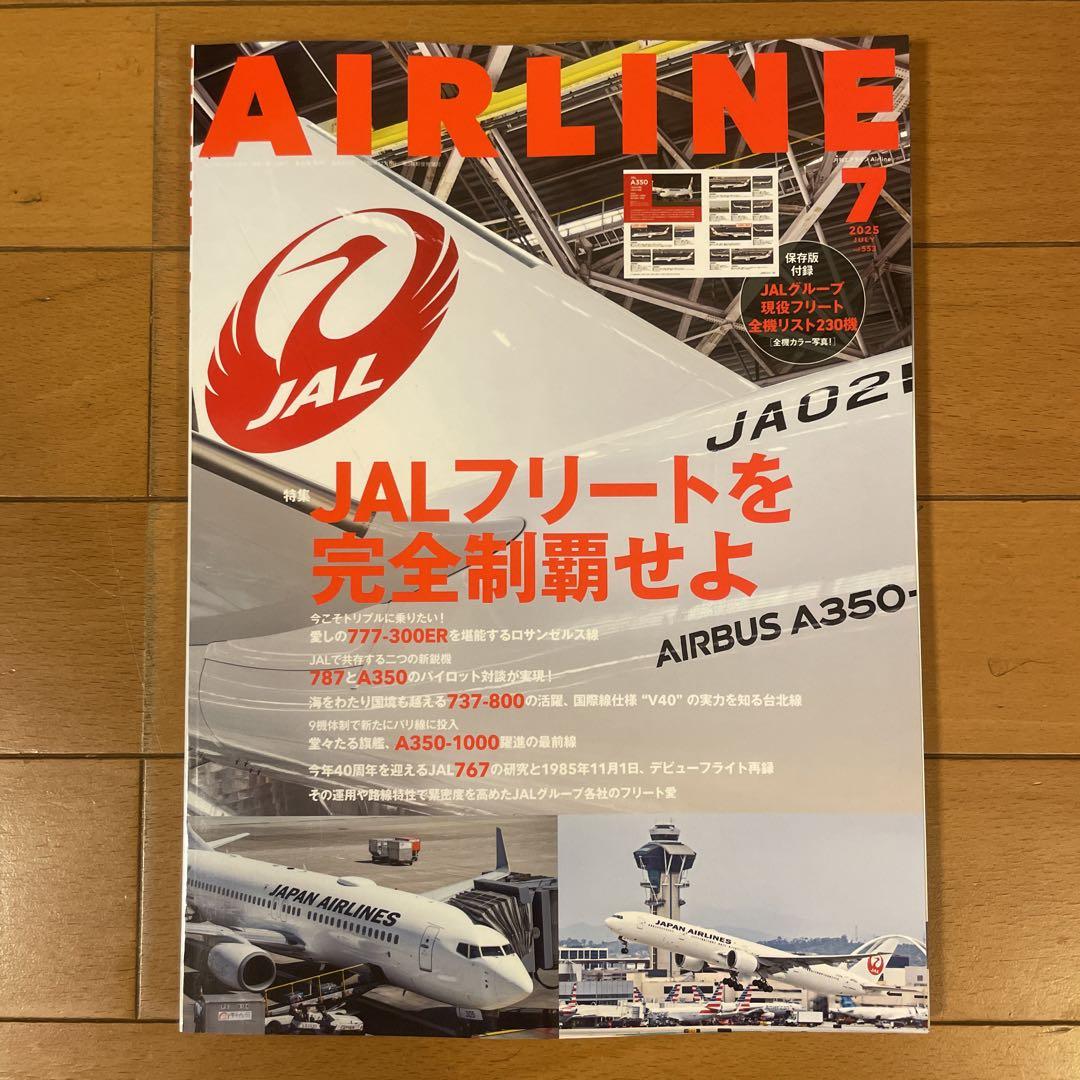 AIRLINE
月刊エアライン Airline
7
2025
JULY
vol.553
A350
保存版
付録
JALグループ
現役フリート
全機リスト230機
[全機カラー写真!]
JAL
JA02
特集
JALフリートを
完全制覇せよ
AIRBUS A350-
今こそトリプルに乗りたい!
愛しの777-300ERを堪能するロサンゼルス線
JALで共存する二つの新鋭機
787とA350のパイロット対談が実現!
海をわたり国境も越える737-800の活躍、国際線仕様 “V40” の実力を知る台北線
9機体制で新たにパリ線に投入
堂々たる旗艦、A350-1000躍進の最前線
今年40周年を迎えるJAL767の研究と1985年11月1日、デビューフライト再録
その運用や路線特性で緊密度を高めたJALグループ各社のフリート愛
JAPAN AIRLINES
JAPAN AIRLINES
JAL